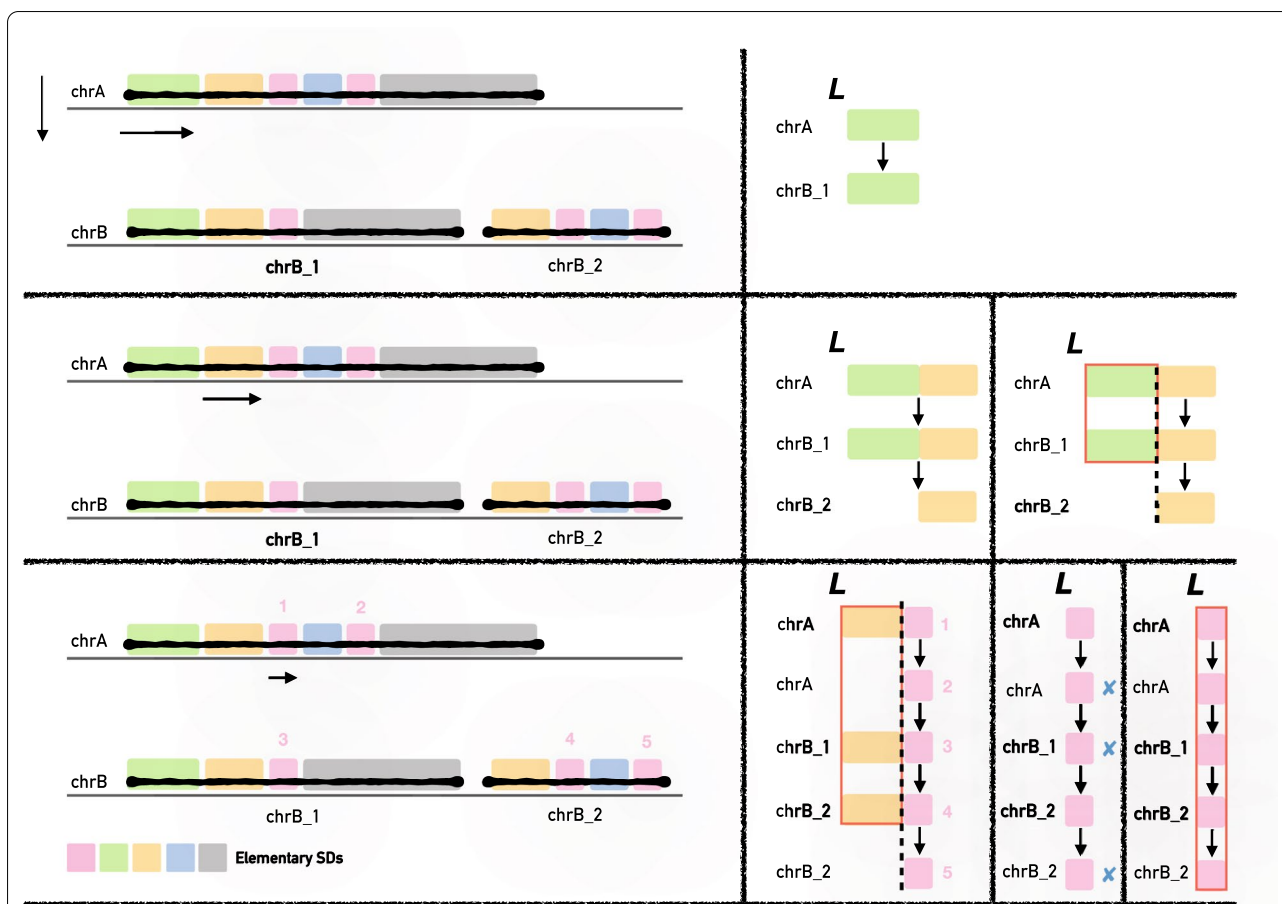 chrA
chrB
chrB_1 chrB_2
L
chrA
chrB_1
chrA
chrB
chrB_1 chrB_2
L
chrA
chrB_1
chrB_2
L
chrA
chrB_1
chrB_2
1 2
chrA
3 4 5
chrB
chrB_1 chrB_2
Elementary SDs
L
chrA 1
chrA 2
chrB_1 3
chrB_2 4
chrB_2 5
L
chrA
chrA ✘
chrB_1 ✘
chrB_2
chrB_2 ✘
L
chrA
chrA
chrB_1
chrB_2
chrB_2